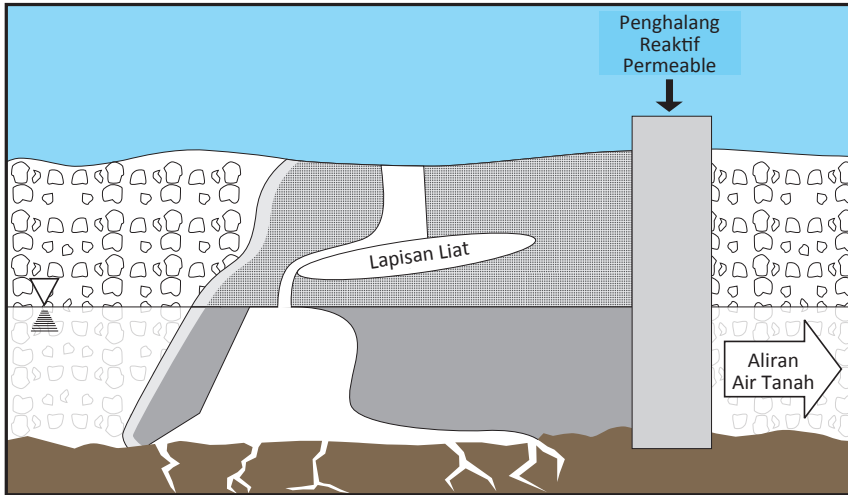 Penghalang
Reaktif
Permeable
Lapisan Liat
Aliran
Air Tanah